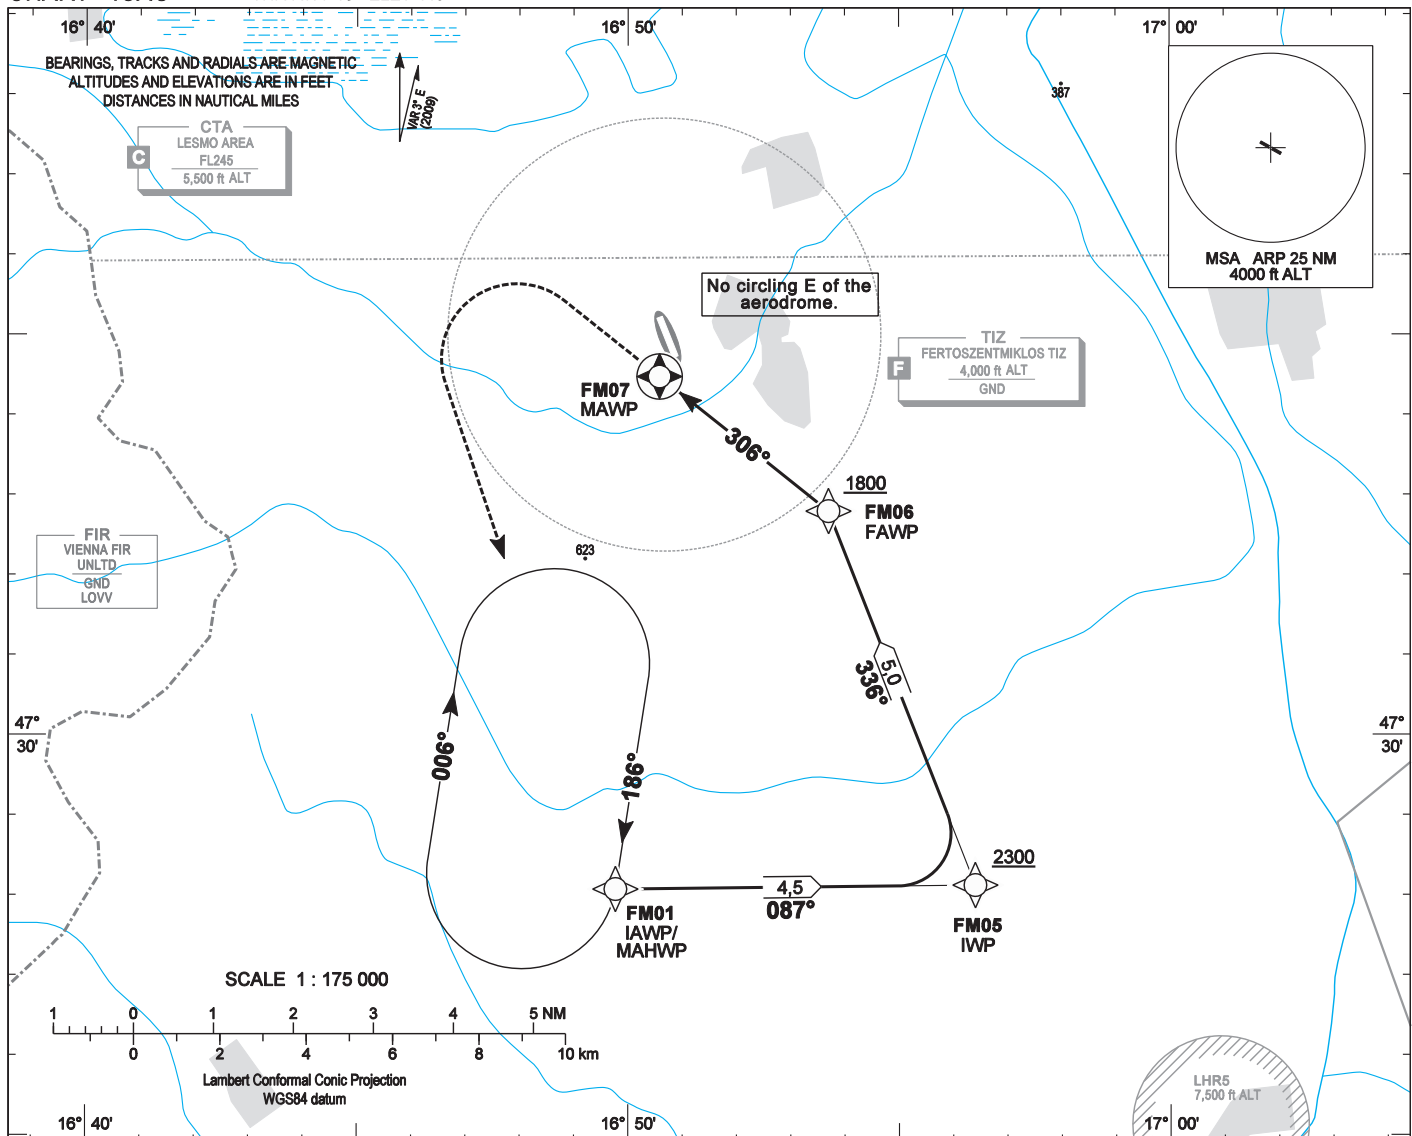 16° 40'
16° 50'
17° 00'
BEARINGS, TRACKS AND RADIALS ARE MAGNETIC
ALTITUDES AND ELEVATIONS ARE IN FEET
DISTANCES IN NAUTICAL MILES
VAR 3° E
(2009)
387
CTA
LESMO AREA
C
FL245
5,500 ft ALT
MSA ARP 25 NM
4000 ft ALT
No circling E of the
aerodrome.
TIZ
FERTOSZENTMIKLOS TIZ
F
4,000 ft ALT
GND
FM07
MAWP
306°
1800
FM06
FAWP
FIR
VIENNA FIR
UNLTD
GND
LOVV
623
5,0
336°
47°
30'
47°
30'
006°
186°
2300
4,5
087°
FM01
IAWP/
MAHWP
FM05
IWP
SCALE 1 : 175 000
1 0 1 2 3 4 5 NM
0 2 4 6 8 10 km
Lambert Conformal Conic Projection
WGS84 datum
LHR5
7,500 ft ALT
16° 40'
16° 50'
17° 00'